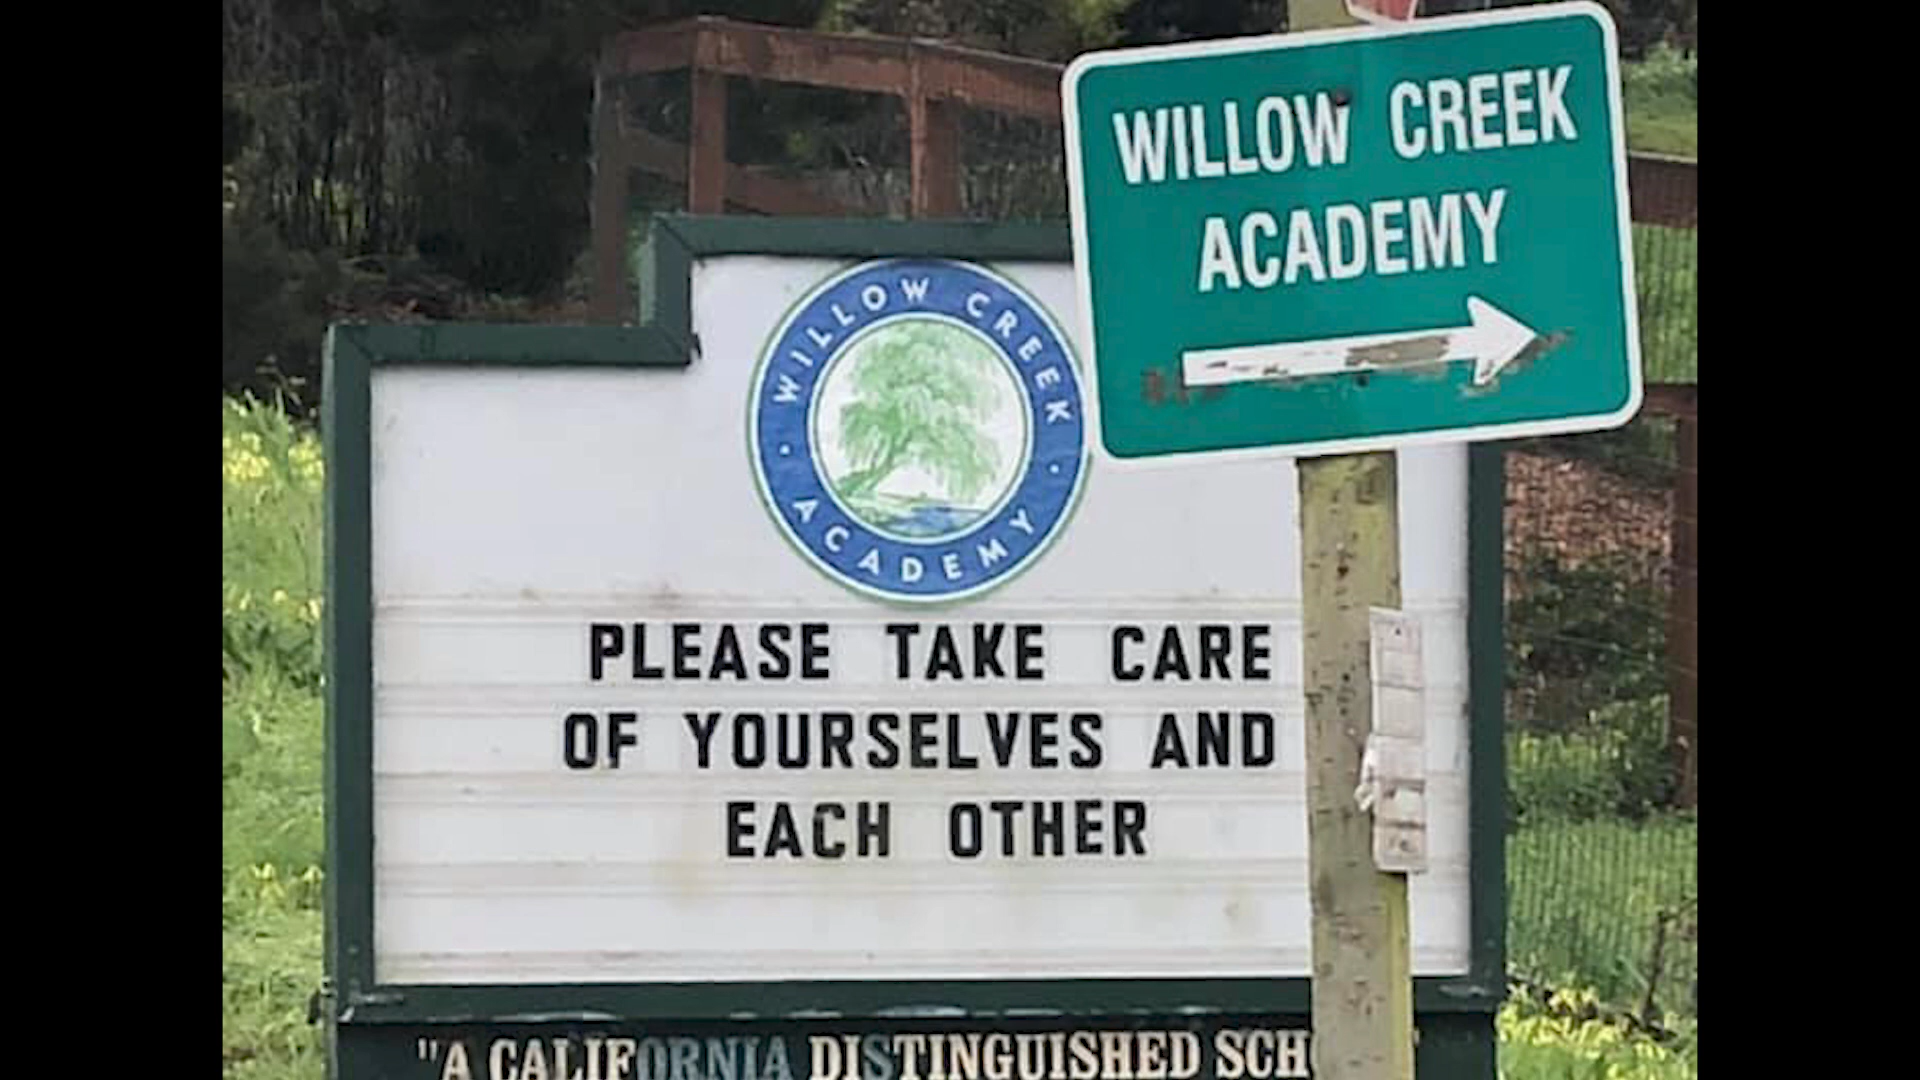 WILLOW CREEK
ACADEMY
WILLOW CREEK
ACADEMY
PLEASE TAKE CARE
OF YOURSELVES AND
EACH OTHER
"A CALIFORNIA DISTINGUISHED SCH